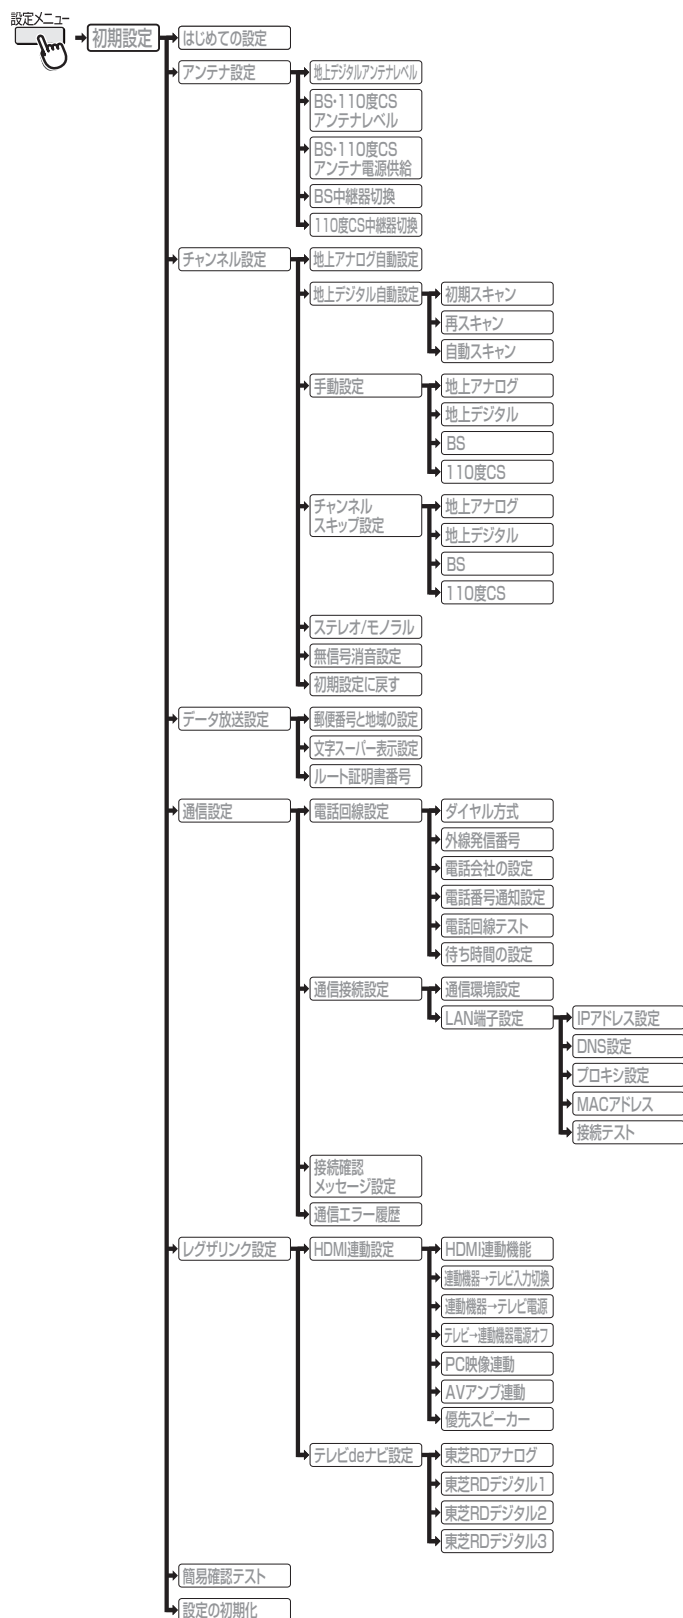 設定メニュー
初期設定
はじめての設定
アンテナ設定
地上デジタルアンテナレベル
BS・110度CS
アンテナレベル
BS・110度CS
アンテナ電源供給
BS中継器切換
110度CS中継器切換
チャンネル設定
地上アナログ自動設定
地上デジタル自動設定
初期スキャン
再スキャン
自動スキャン
手動設定
地上アナログ
地上デジタル
BS
110度CS
チャンネル
スキップ設定
地上アナログ
地上デジタル
BS
110度CS
ステレオ/モノラル
無信号消音設定
初期設定に戻す
データ放送設定
郵便番号と地域の設定
文字スーパー表示設定
ルート証明書番号
通信設定
電話回線設定
ダイヤル方式
外線発信番号
電話会社の設定
電話番号通知設定
電話回線テスト
待ち時間の設定
通信接続設定
通信環境設定
LAN端子設定
IPアドレス設定
DNS設定
プロキシ設定
MACアドレス
接続テスト
接続確認
メッセージ設定
通信エラー履歴
レグザリンク設定
HDMI連動設定
HDMI連動機能
連動機器→テレビ入力切換
連動機器→テレビ電源
テレビ→連動機器電源オフ
PC映像連動
AVアンプ連動
優先スピーカー
テレビdeナビ設定
東芝RDアナログ
東芝RDデジタル1
東芝RDデジタル2
東芝RDデジタル3
簡易確認テスト
設定の初期化